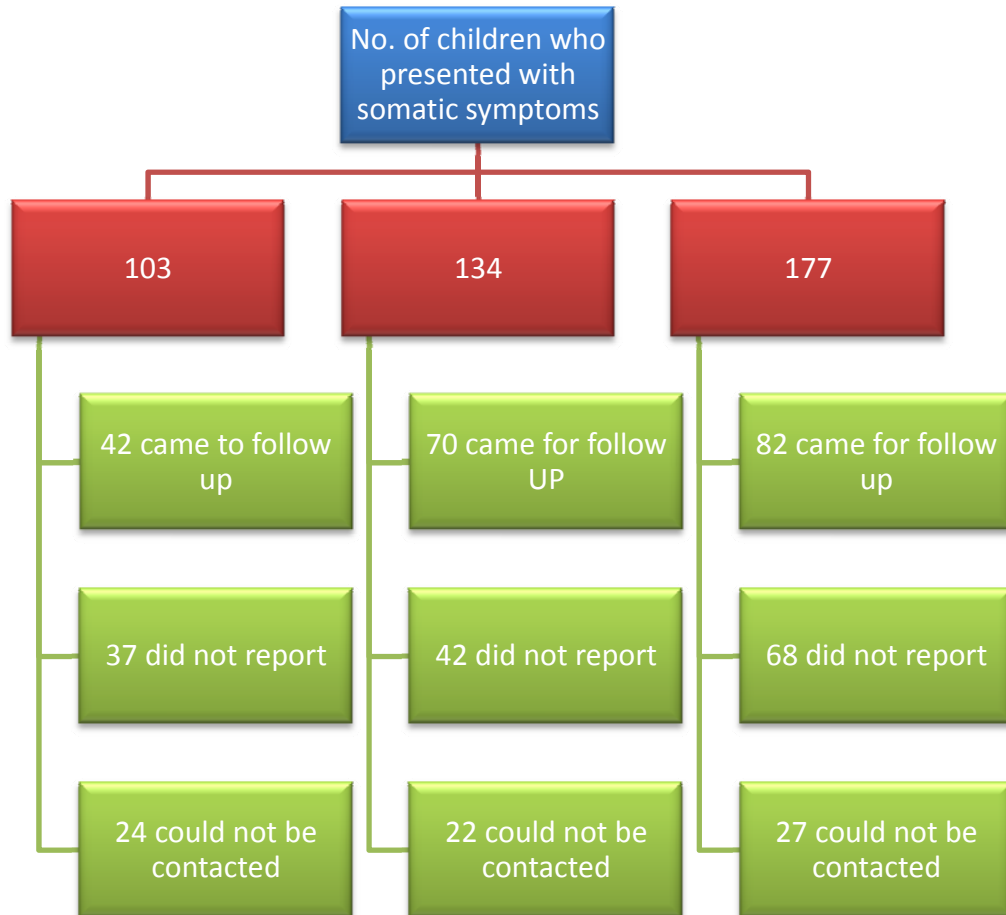 No. of children who
presented with
somatic symptoms
103
134
177
42 came to follow
up
70 came for follow
UP
82 came for follow
up
37 did not report
42 did not report
68 did not report
24 could not be
contacted
22 could not be
contacted
27 could not be
contacted